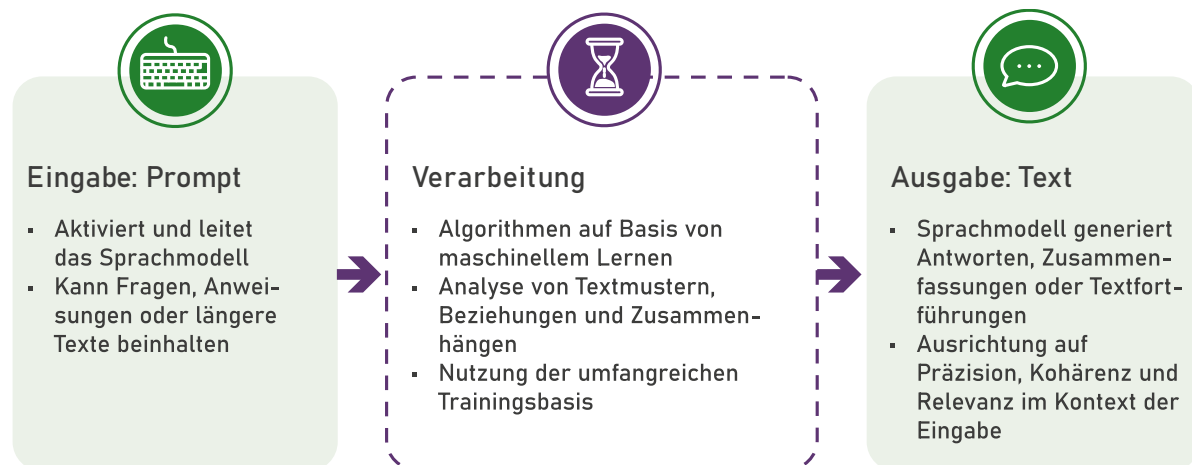 Eingabe: Prompt
▪ Aktiviert und leitet
das Sprachmodell
▪ Kann Fragen, Anwei-
sungen oder längere
Texte beinhalten
Verarbeitung
▪ Algorithmen auf Basis von
maschinellem Lernen
▪ Analyse von Textmustern,
Beziehungen und Zusammen-
hängen
▪ Nutzung der umfangreichen
Trainingsbasis
Ausgabe: Text
▪ Sprachmodell generiert
Antworten, Zusammen-
fassungen oder Textfort-
führungen
▪ Ausrichtung auf
Präzision, Kohärenz und
Relevanz im Kontext der
Eingabe